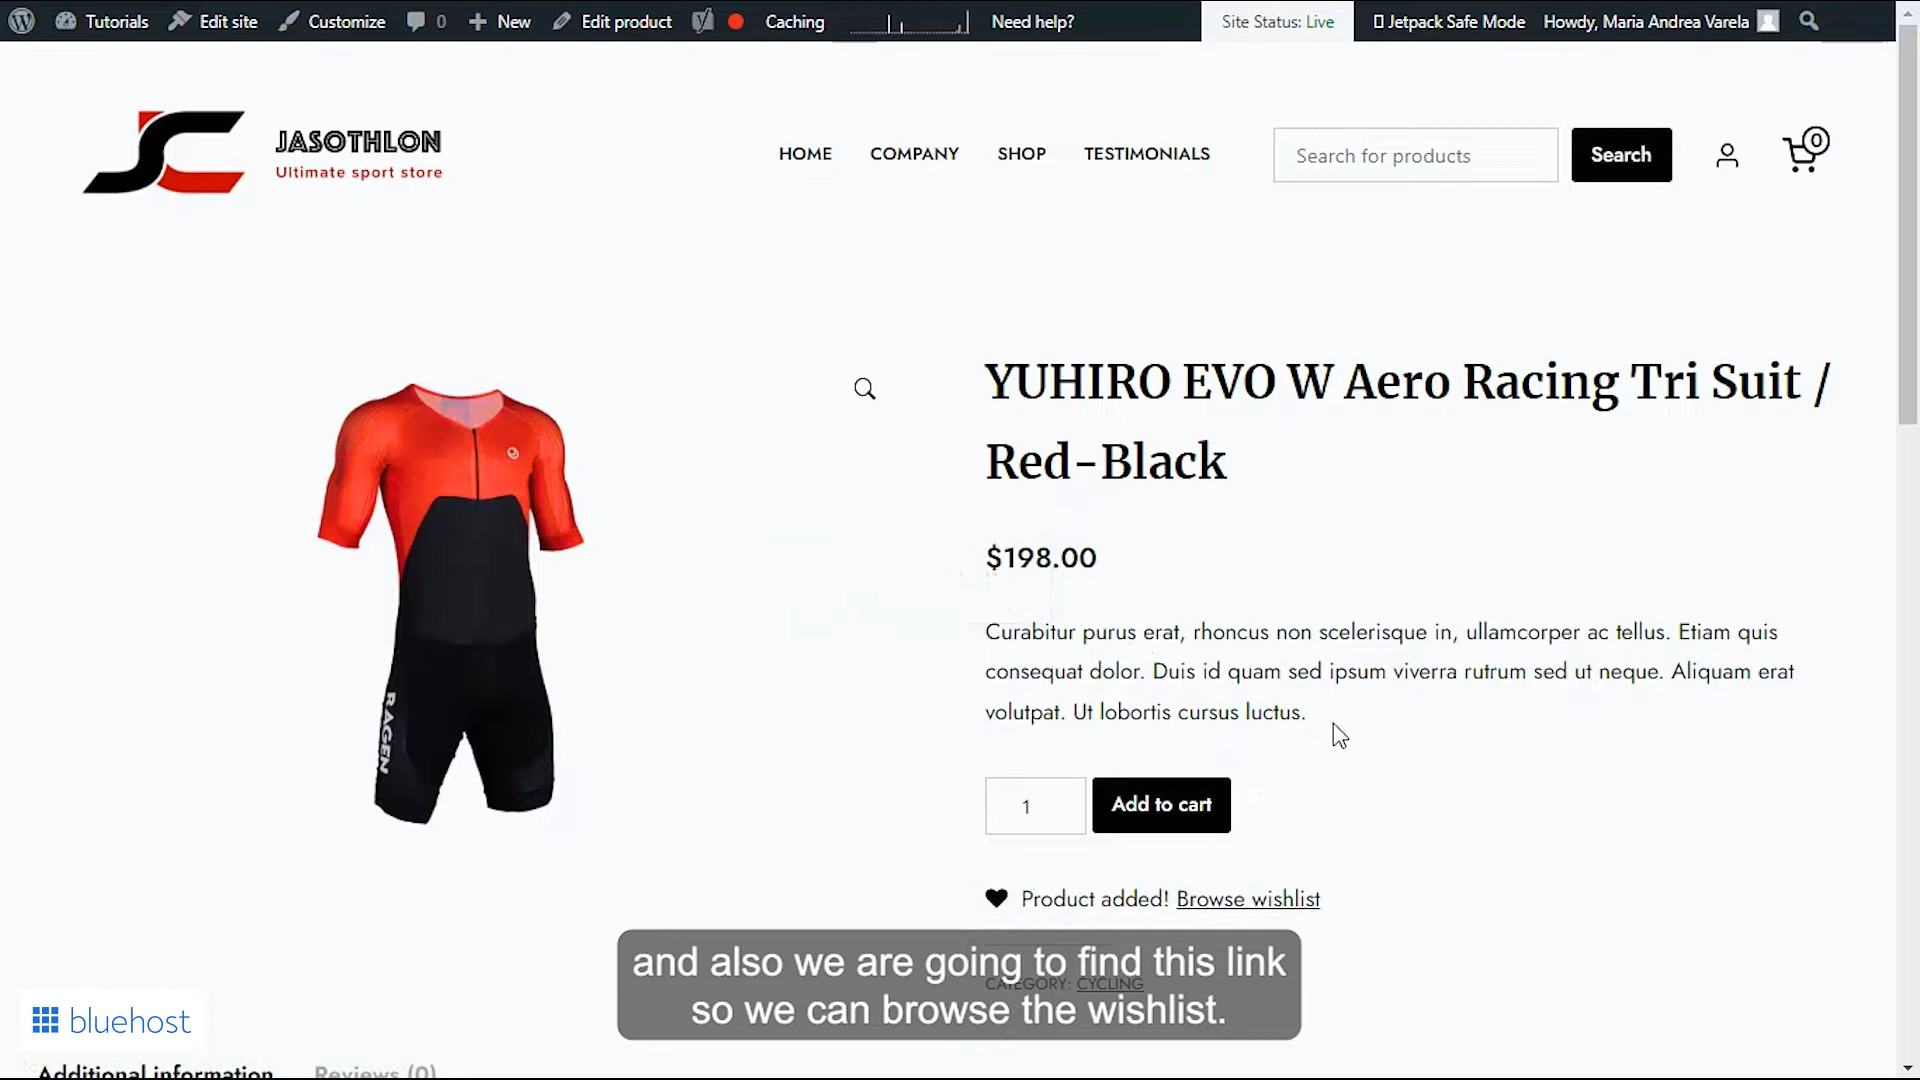 Tutorials Edit site Customize 0 New Edit product Caching Need help? Site Status: Live Jetpack Safe Mode Howdy, Maria Andrea Varela
JASOTHLON
Ultimate sport store
HOME COMPANY SHOP TESTIMONIALS Search for products Search 0
YUHIRO EVO W Aero Racing Tri Suit /
Red-Black
$198.00
Curabitur purus erat, rhoncus non scelerisque in, ullamcorper ac tellus. Etiam quis
consequat dolor. Duis id quam sed ipsum viverra rutrum sed ut neque. Aliquam erat
volutpat. Ut lobortis cursus luctus.
RAGEN
1 Add to cart
Product added! Browse wishlist
and also we are going to find this link
CATEGORY: CYCLING
so we can browse the wishlist.
bluehost
Additional information Reviews (0)